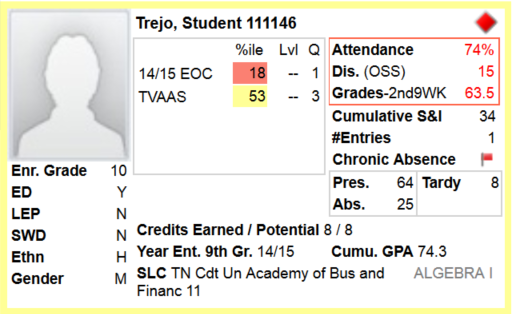 Trejo, Student 111146
%ile Lvl Q
14/15 EOC 18 -- 1
TVAAS 53 -- 3
Attendance 74%
Dis. (OSS) 15
Grades-2nd9WK 63.5
Cumulative S&I 34
#Entries 1
Chronic Absence
Pres. 64 Tardy 8
Abs. 25
Enr. Grade 10
ED Y
LEP N
SWD N
Ethn H
Gender M
Credits Earned / Potential 8 / 8
Year Ent. 9th Gr. 14/15 Cumu. GPA 74.3
SLC TN Cdt Un Academy of Bus and ALGEBRA I
Financ 11